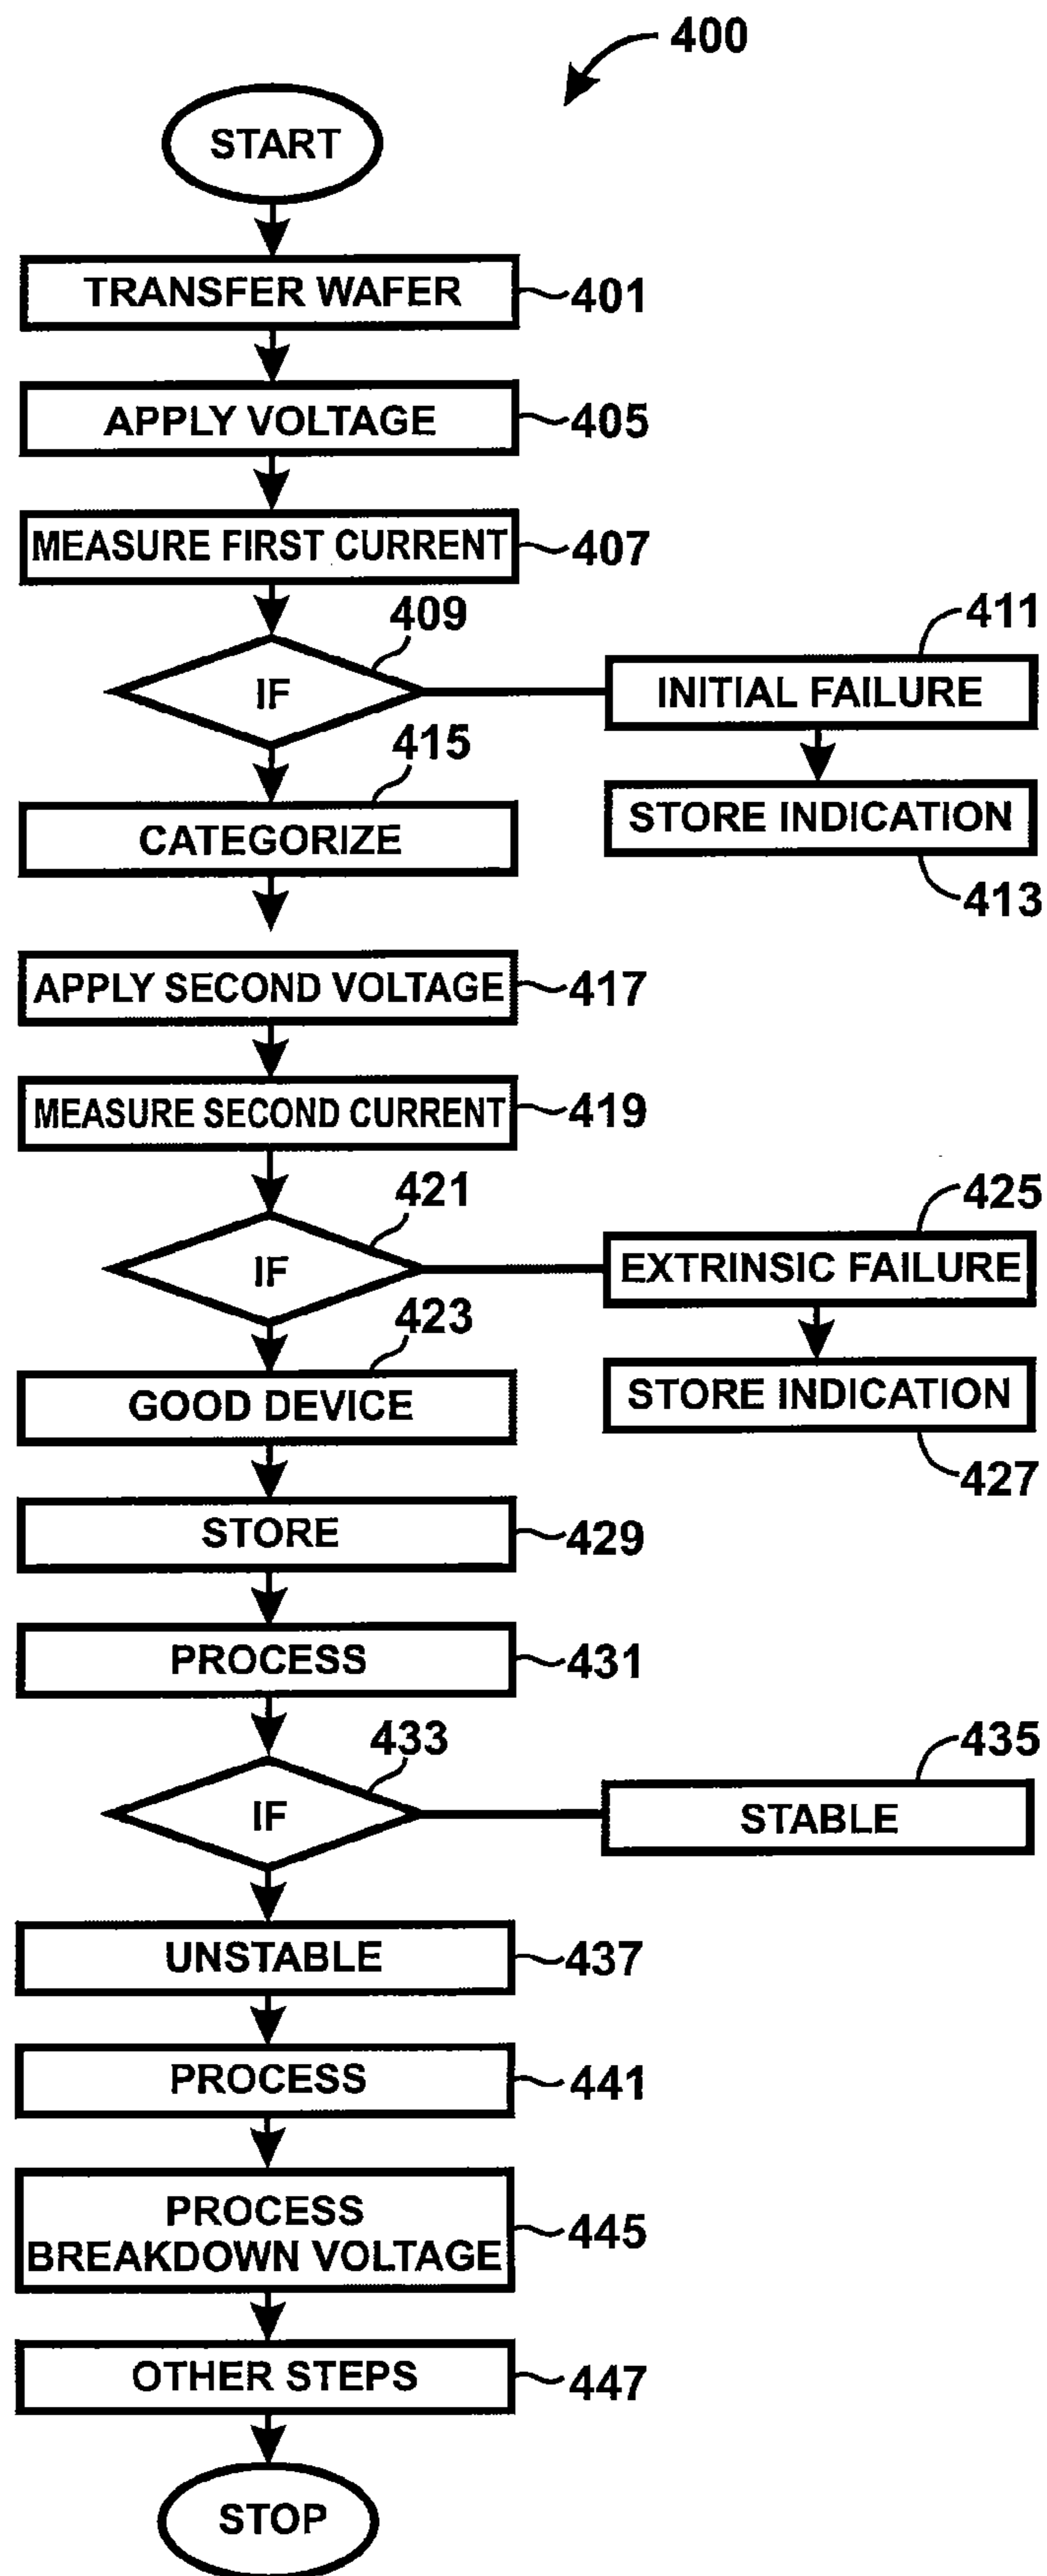 400
START
TRANSFER WAFER
401
APPLY VOLTAGE
405
MEASURE FIRST CURRENT
407
409
IF
411
INITIAL FAILURE
STORE INDICATION
413
415
CATEGORIZE
APPLY SECOND VOLTAGE
417
MEASURE SECOND CURRENT
419
421
IF
425
EXTRINSIC FAILURE
STORE INDICATION
427
423
GOOD DEVICE
STORE
429
PROCESS
431
433
IF
435
STABLE
UNSTABLE
437
PROCESS
441
PROCESS
BREAKDOWN VOLTAGE
445
OTHER STEPS
447
STOP